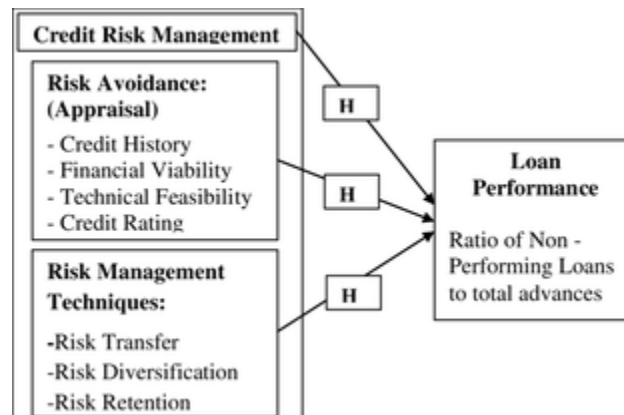 Credit Risk Management
Risk Avoidance:
(Appraisal)
- Credit History
- Financial Viability
- Technical Feasibility
- Credit Rating
Risk Management
Techniques:
-Risk Transfer
-Risk Diversification
-Risk Retention
H
H
H
Loan
Performance
Ratio of Non -
Performing Loans
to total advances